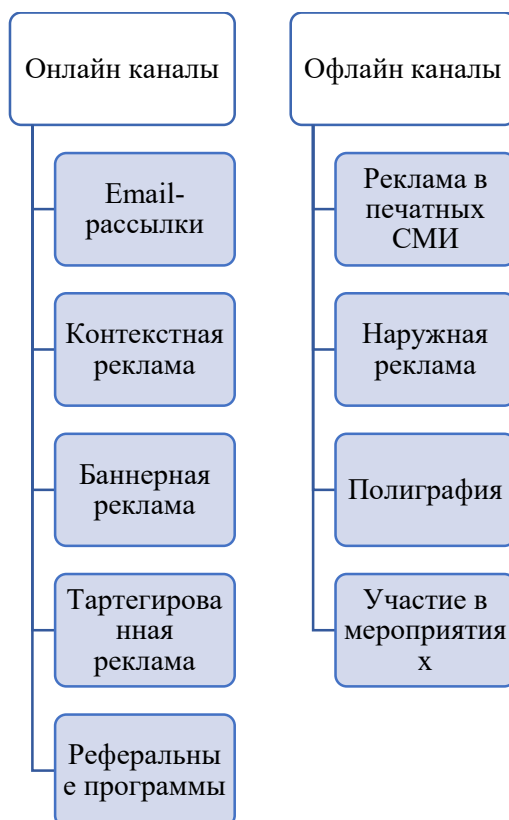 Онлайн каналы
Email-
рассылки
Контекстная
реклама
Баннерная
реклама
Тартегирова
нная
реклама
Реферальны
е программы
Офлайн каналы
Реклама в
печатных
СМИ
Наружная
реклама
Полиграфия
Участие в
мероприятия
х